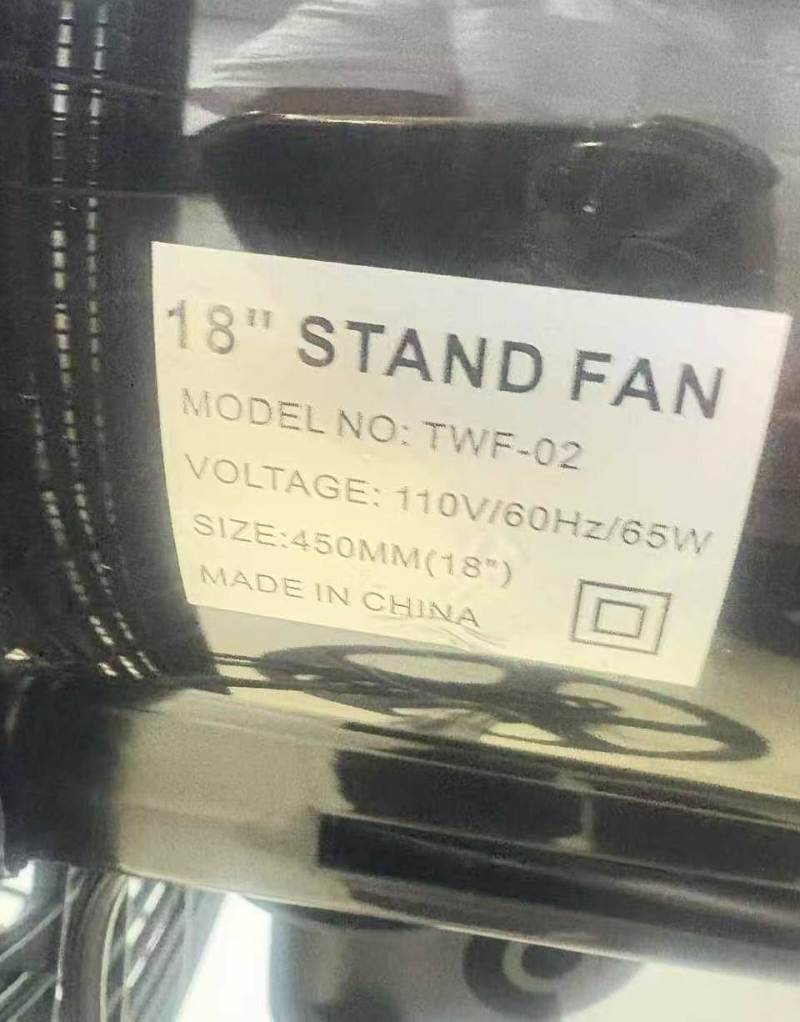 18" STAND FAN
MODEL NO: TWF-02
VOLTAGE: 110V/60Hz/65W
SIZE:450MM(18")
MADE IN CHINA